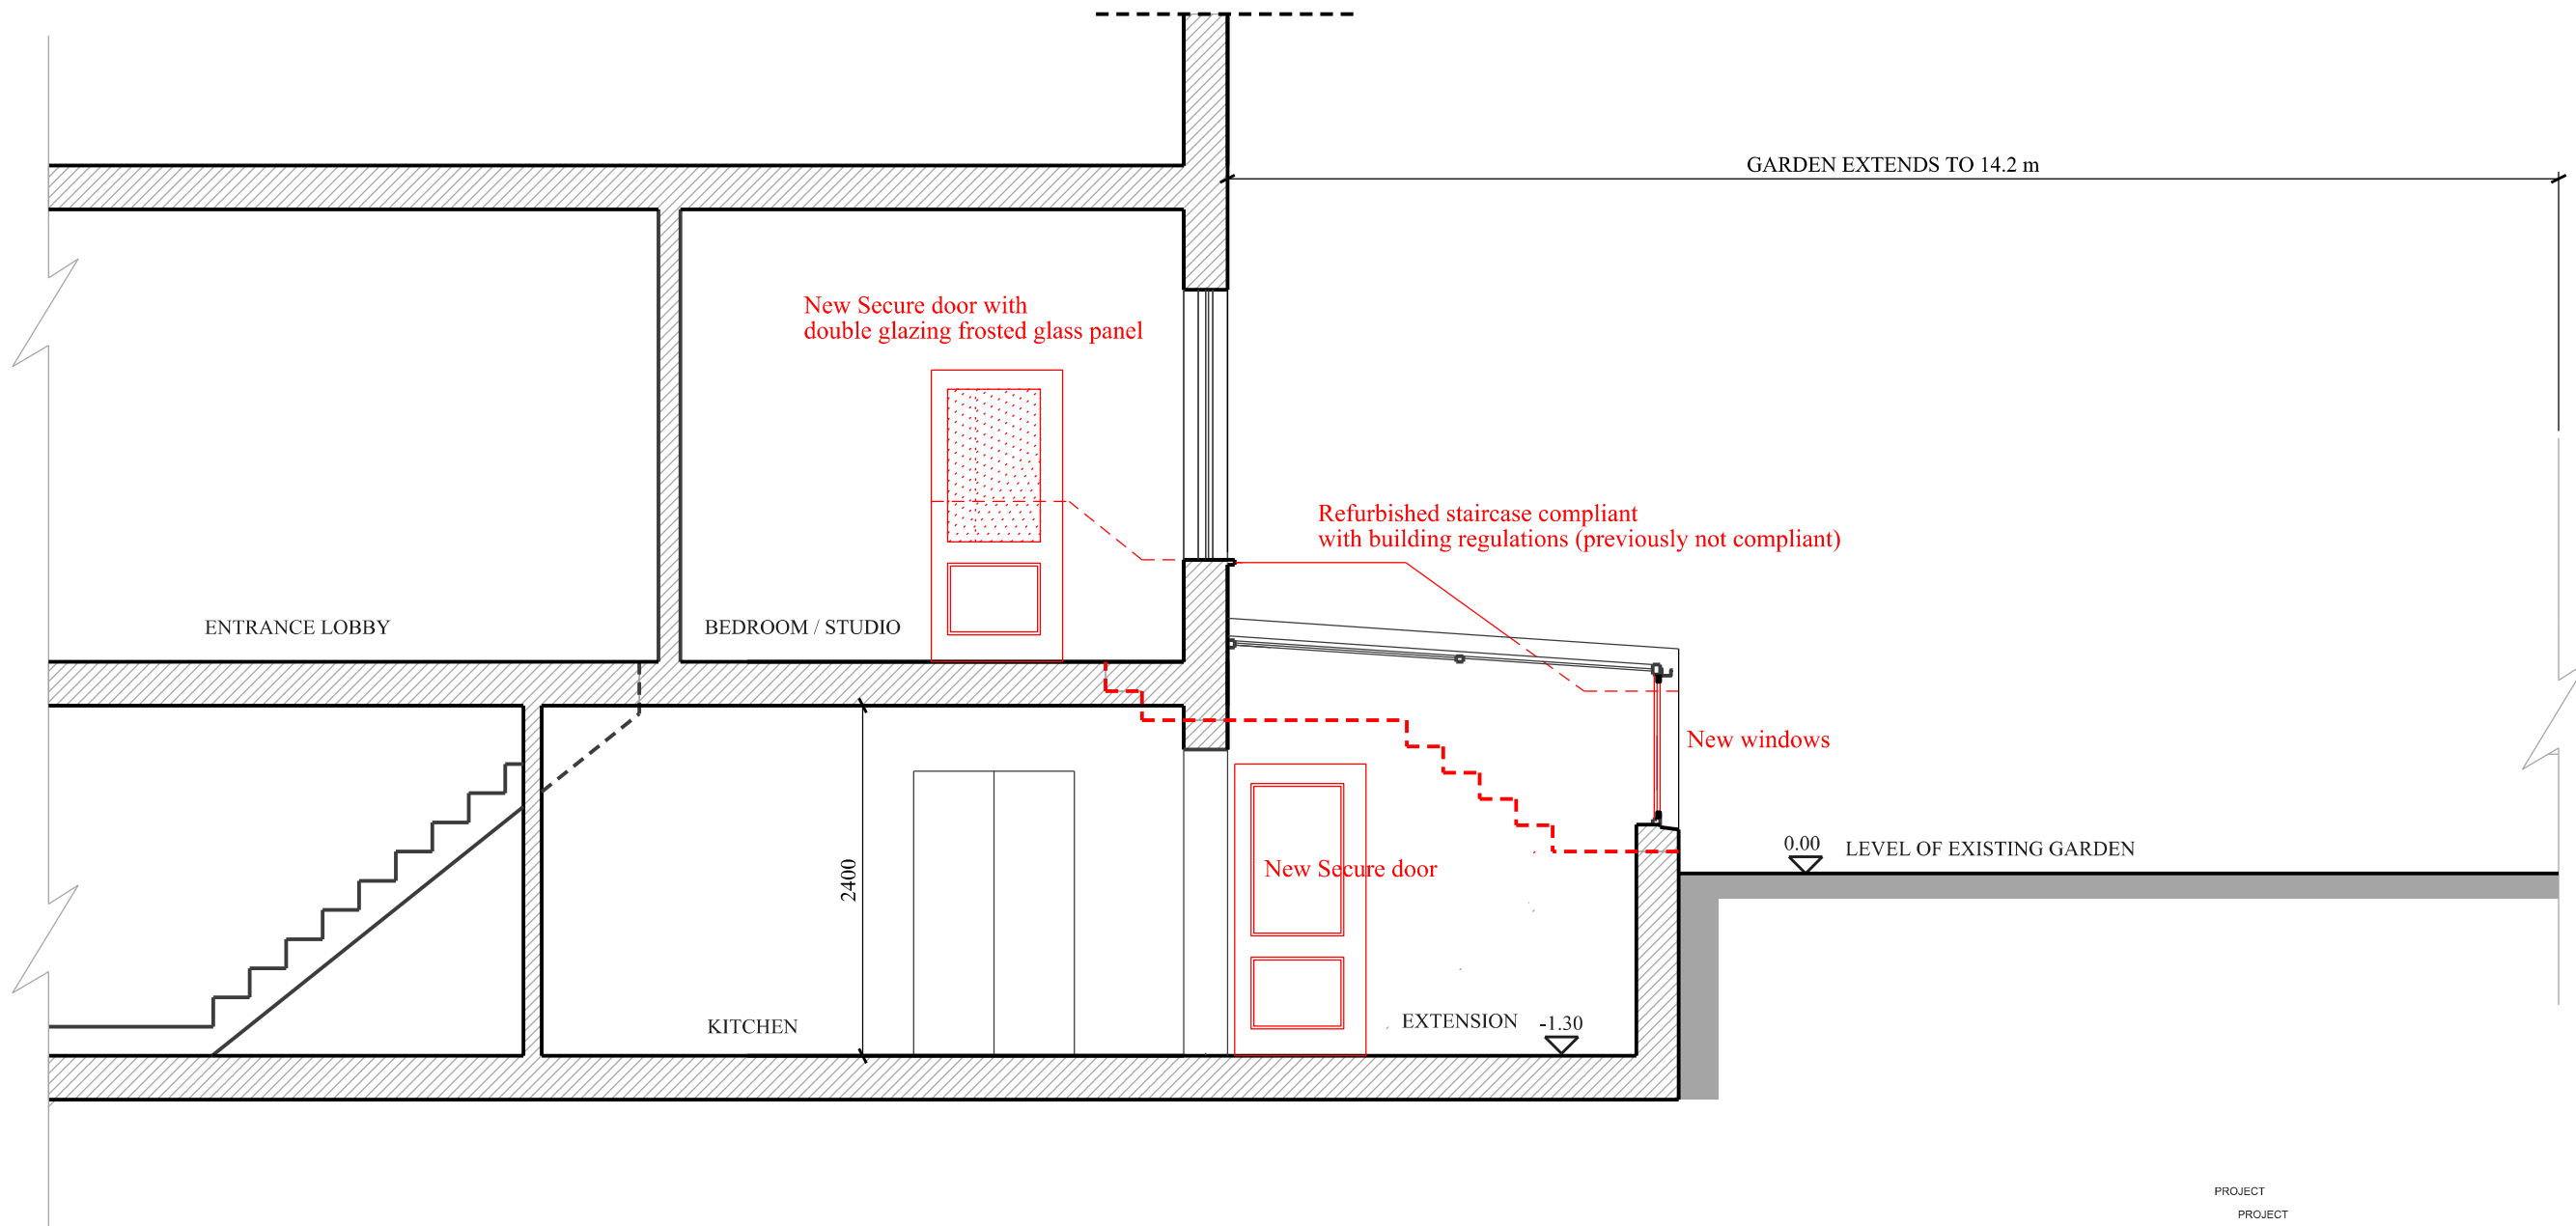 GARDEN EXTENDS TO 14.2 m
New Secure door with
double glazing frosted glass panel
Refurbished staircase compliant
with building regulations (previously not compliant)
ENTRANCE LOBBY
BEDROOM / STUDIO
New windows
0.00
LEVEL OF EXISTING GARDEN
2400
New Secure door
KITCHEN
EXTENSION
-1.30
PROJECT
PROJECT